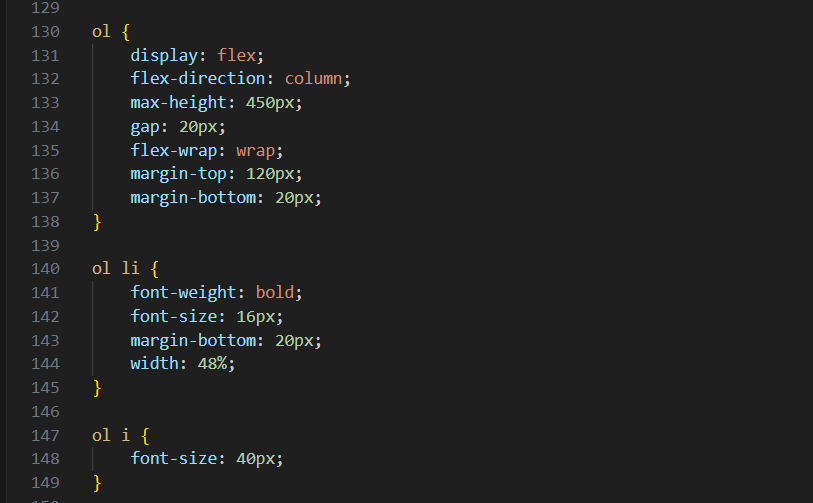 129
130 ol {
131     display: flex;
132     flex-direction: column;
133     max-height: 450px;
134     gap: 20px;
135     flex-wrap: wrap;
136     margin-top: 120px;
137     margin-bottom: 20px;
138 }
139
140 ol li {
141     font-weight: bold;
142     font-size: 16px;
143     margin-bottom: 20px;
144     width: 48%;
145 }
146
147 ol i {
148     font-size: 40px;
149 }